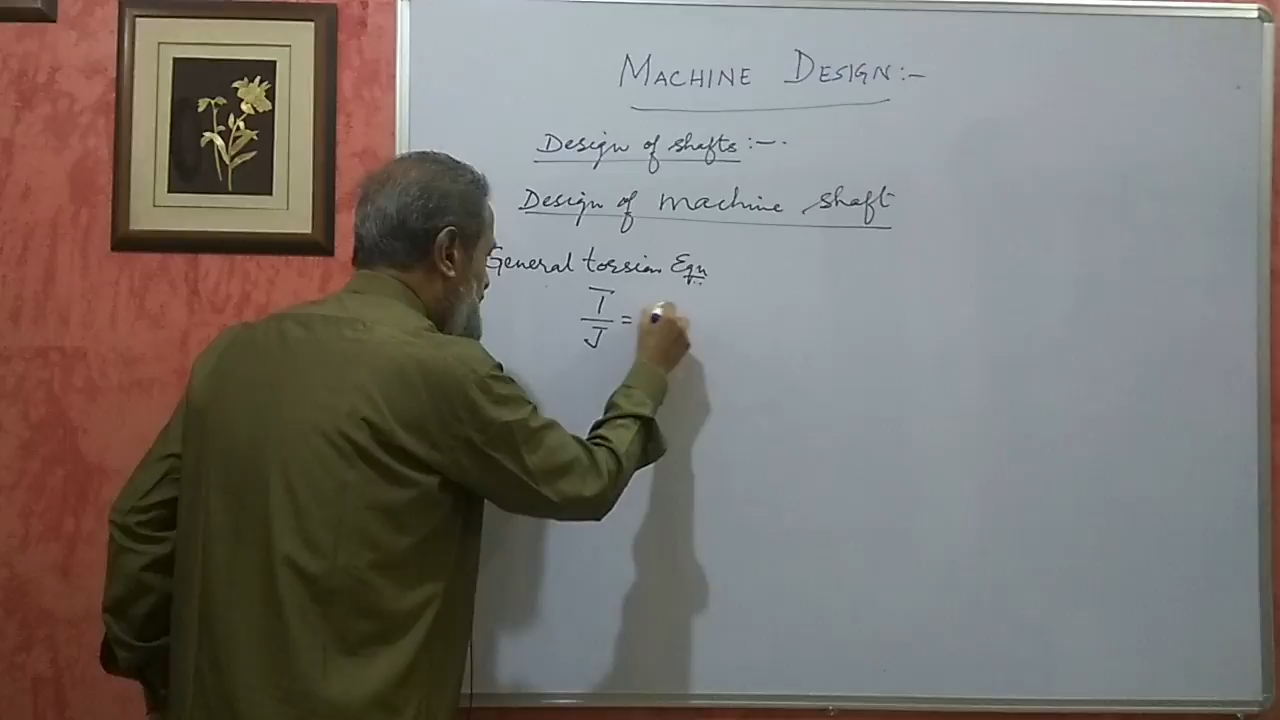 MACHINE DESIGN:-
Design of shafts:-.
Design of machine shaft
General torsion Eqn
T/J =